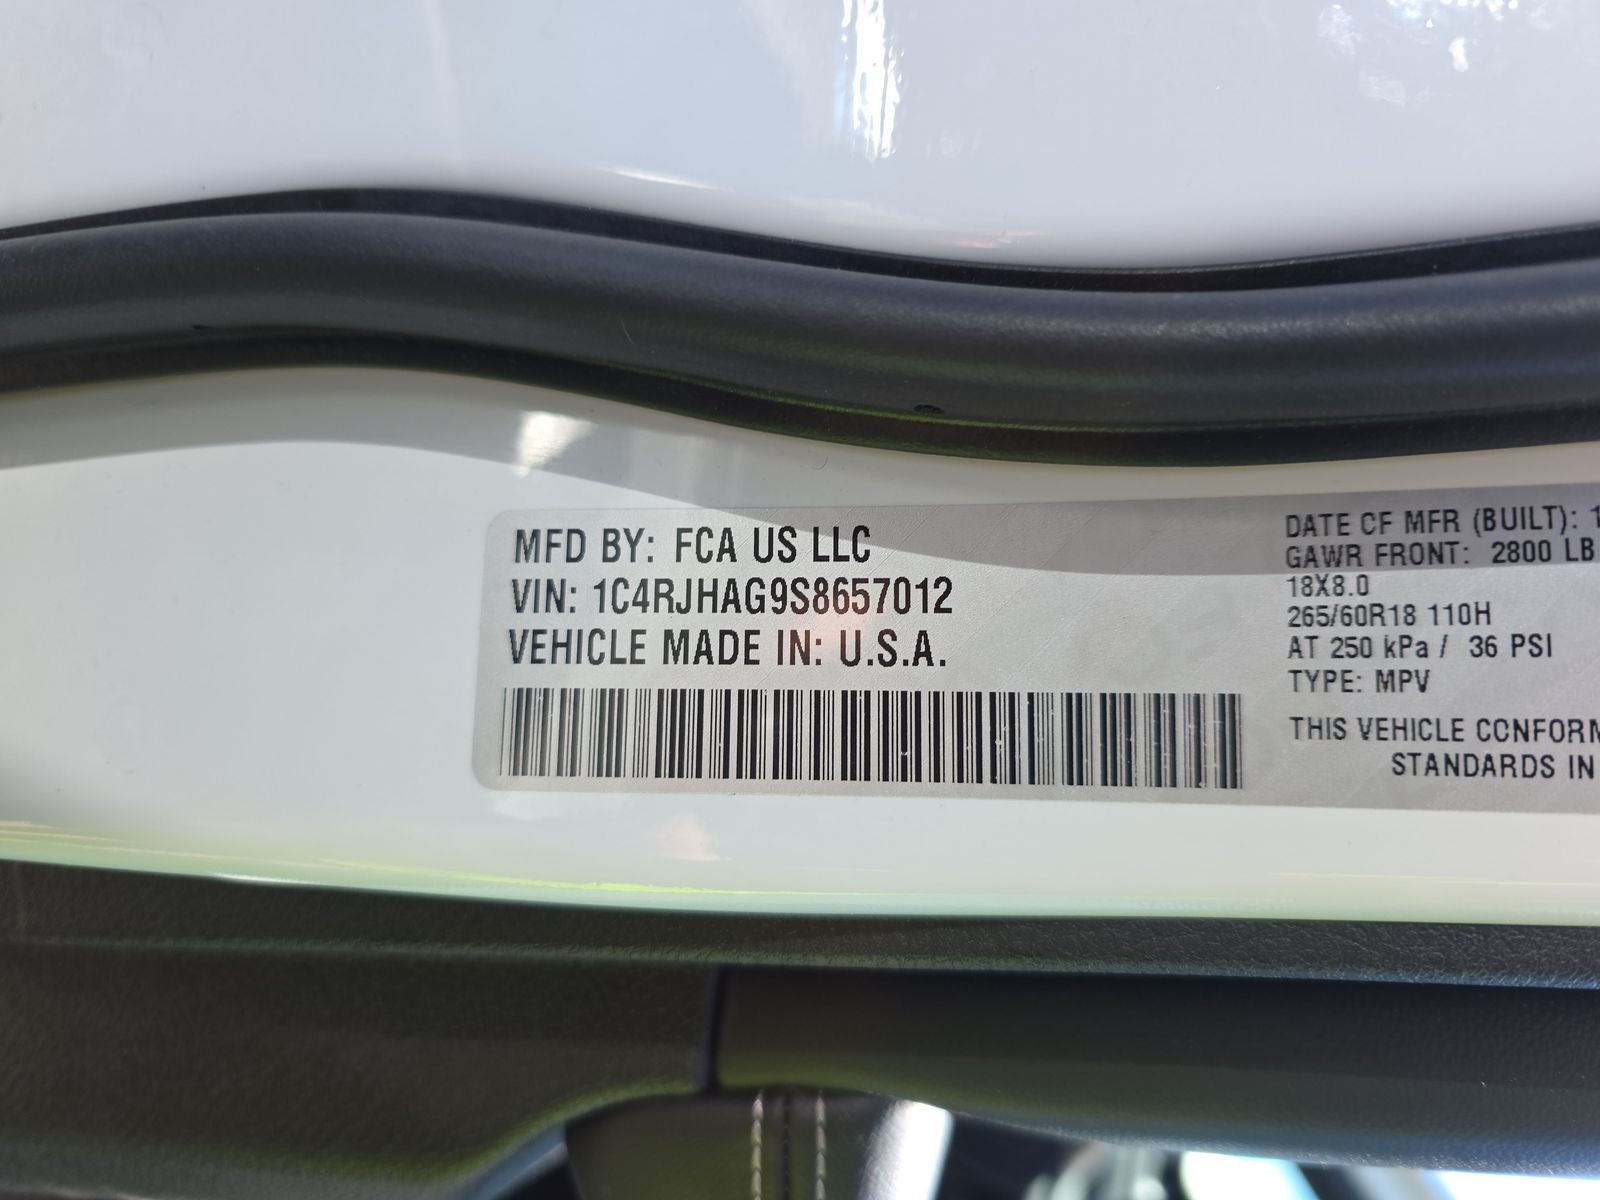 MFD BY: FCA US LLC
VIN: 1C4RJHAG9S8657012
VEHICLE MADE IN: U.S.A.
DATE OF MFR (BUILT): 1
GAWR FRONT: 2800 LB
18X8.0
265/60R18 110H
AT 250 kPa / 36 PSI
TYPE: MPV
THIS VEHICLE CONFORM
STANDARDS IN